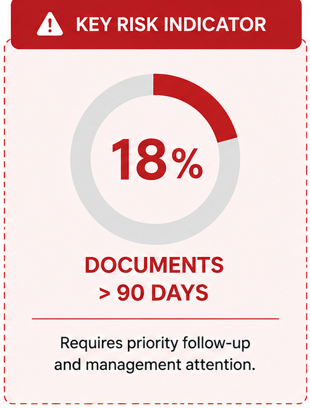 KEY RISK INDICATOR
18%
DOCUMENTS
> 90 DAYS
Requires priority follow-up
and management attention.